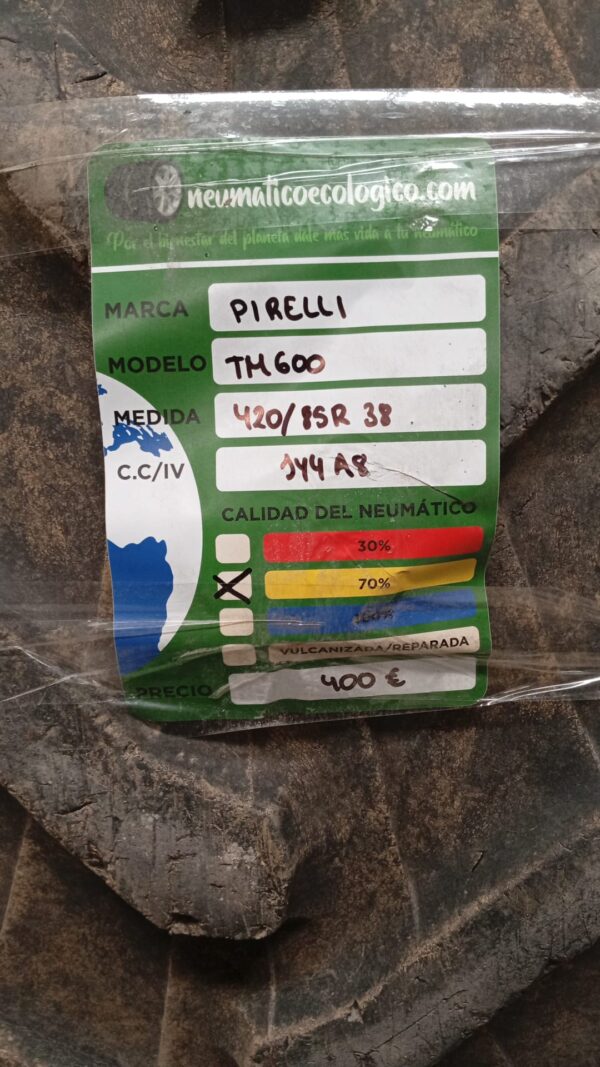 neumaticoecologico.com
Por el bienestar del planeta dale más vida a tu neumático
MARCA PIRELLI
MODELO TM600
MEDIDA 420/85R 38
C.C/IV 144 A8
CALIDAD DEL NEUMÁTICO
30%
X 70%
100%
VULCANIZADA/REPARADA
PRECIO 400 €